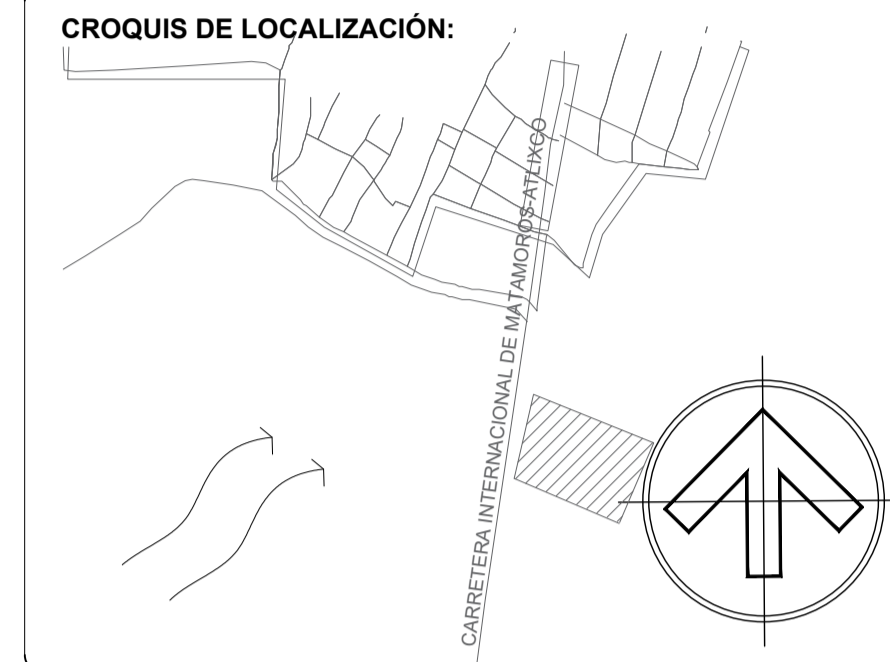 CROQUIS DE LOCALIZACIÓN:
CARRETERA INTERNACIONAL DE MATAMOROS-ATLIXCO